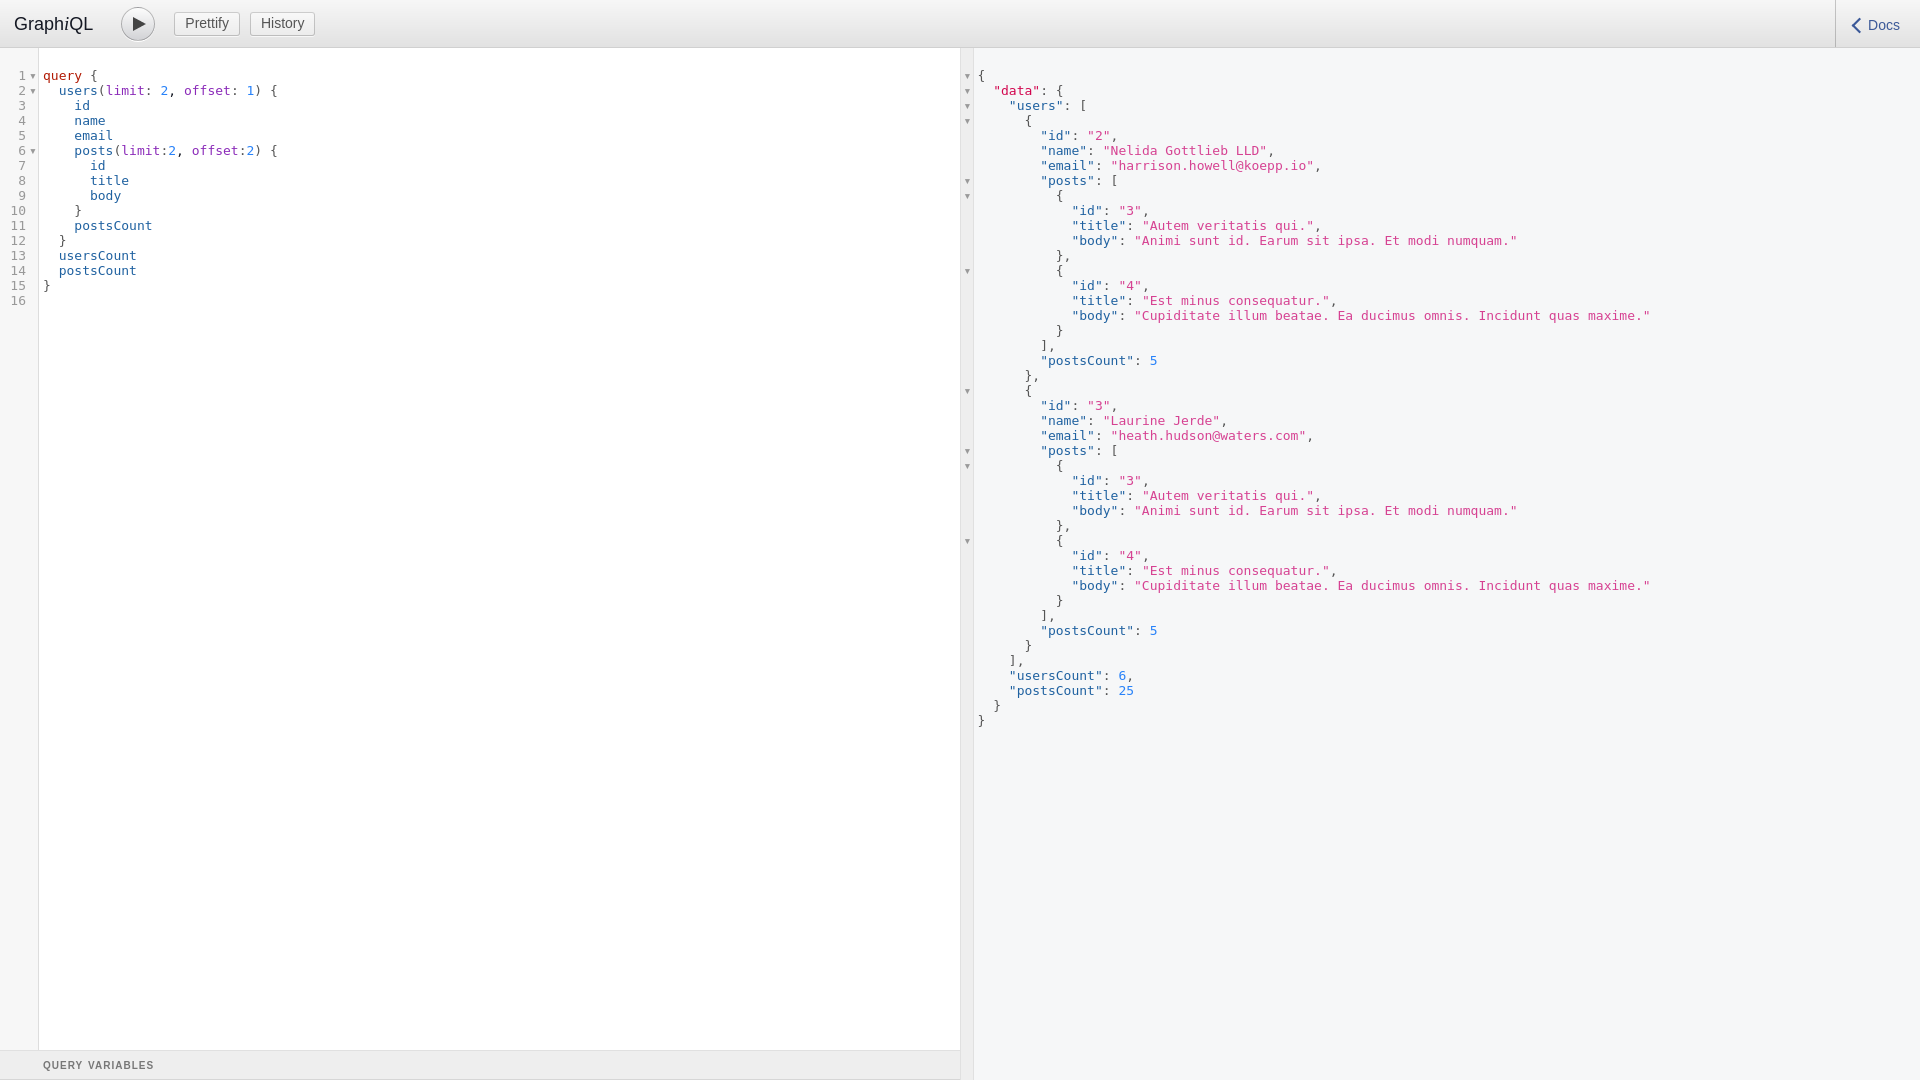 GraphiQL
Prettify
History
Docs
1 query {
2   users(limit: 2, offset: 1) {
3     id
4     name
5     email
6     posts(limit:2, offset:2) {
7       id
8       title
9       body
10     }
11     postsCount
12   }
13   usersCount
14   postsCount
15 }
16
QUERY VARIABLES
{
  "data": {
    "users": [
      {
        "id": "2",
        "name": "Nelida Gottlieb LLD",
        "email": "harrison.howell@koepp.io",
        "posts": [
          {
            "id": "3",
            "title": "Autem veritatis qui.",
            "body": "Animi sunt id. Earum sit ipsa. Et modi numquam."
          },
          {
            "id": "4",
            "title": "Est minus consequatur.",
            "body": "Cupiditate illum beatae. Ea ducimus omnis. Incidunt quas maxime."
          }
        ],
        "postsCount": 5
      },
      {
        "id": "3",
        "name": "Laurine Jerde",
        "email": "heath.hudson@waters.com",
        "posts": [
          {
            "id": "3",
            "title": "Autem veritatis qui.",
            "body": "Animi sunt id. Earum sit ipsa. Et modi numquam."
          },
          {
            "id": "4",
            "title": "Est minus consequatur.",
            "body": "Cupiditate illum beatae. Ea ducimus omnis. Incidunt quas maxime."
          }
        ],
        "postsCount": 5
      }
    ],
    "usersCount": 6,
    "postsCount": 25
  }
}